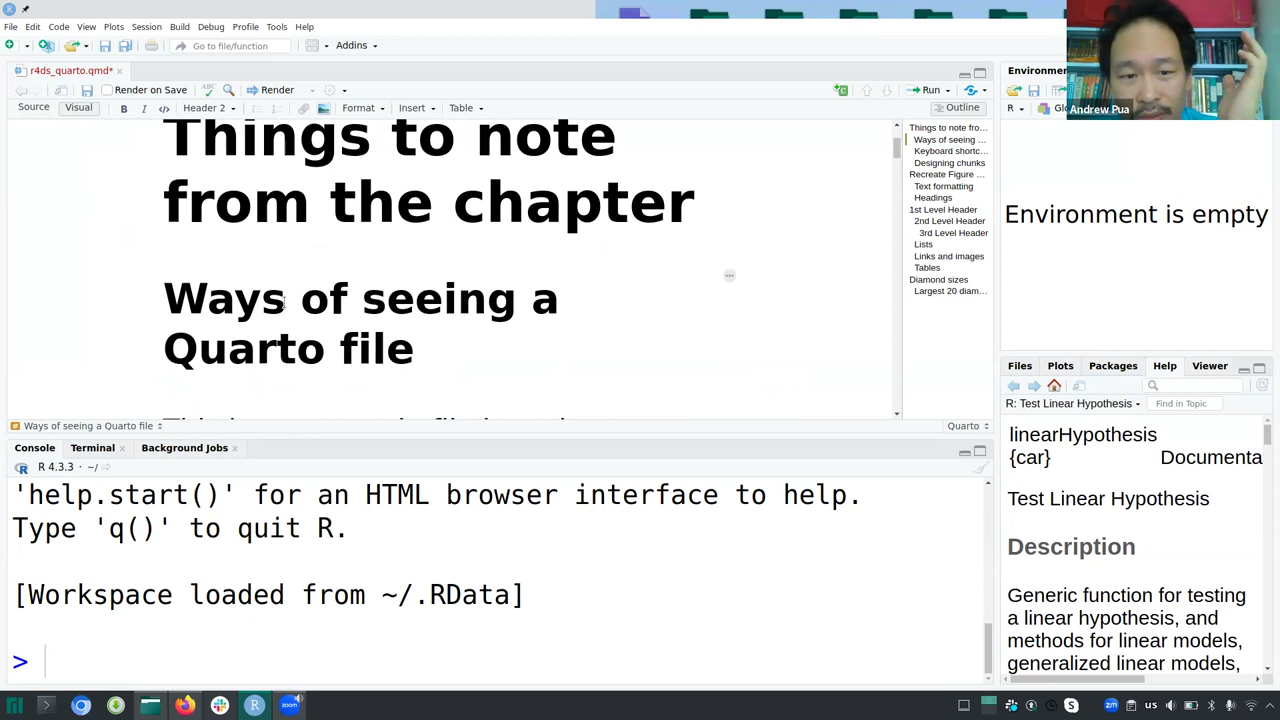 File Edit Code View Plots Session Build Debug Profile Tools Help
Go to file/function
Addins
r4ds_quarto.qmd*
Render on Save
Render
Run
Source Visual B I Header 2 Format Insert Table Outline
Things to note
from the chapter
Ways of seeing a
Quarto file
Things to note fro...
Ways of seeing ...
Keyboard shortc...
Designing chunks
Recreate Figure ...
Text formatting
Headings
1st Level Header
2nd Level Header
3rd Level Header
Lists
Links and images
Tables
Diamond sizes
Largest 20 diam...
Ways of seeing a Quarto file
Quarto
Console Terminal Background Jobs
R 4.3.3 · ~/
'help.start()' for an HTML browser interface to help.
Type 'q()' to quit R.
[Workspace loaded from ~/.RData]
>
Environmen
R
Andrew Pua
Environment is empty
Files Plots Packages Help Viewer
R: Test Linear Hypothesis
Find in Topic
linearHypothesis
{car} Documenta
Test Linear Hypothesis
Description
Generic function for testing
a linear hypothesis, and
methods for linear models,
generalized linear models,
zoom
zm
us